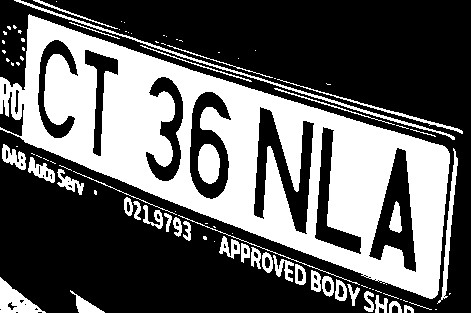 RO CT 36 NLA
DAB Auto Serv · 021.9793 · APPROVED BODY SHOP